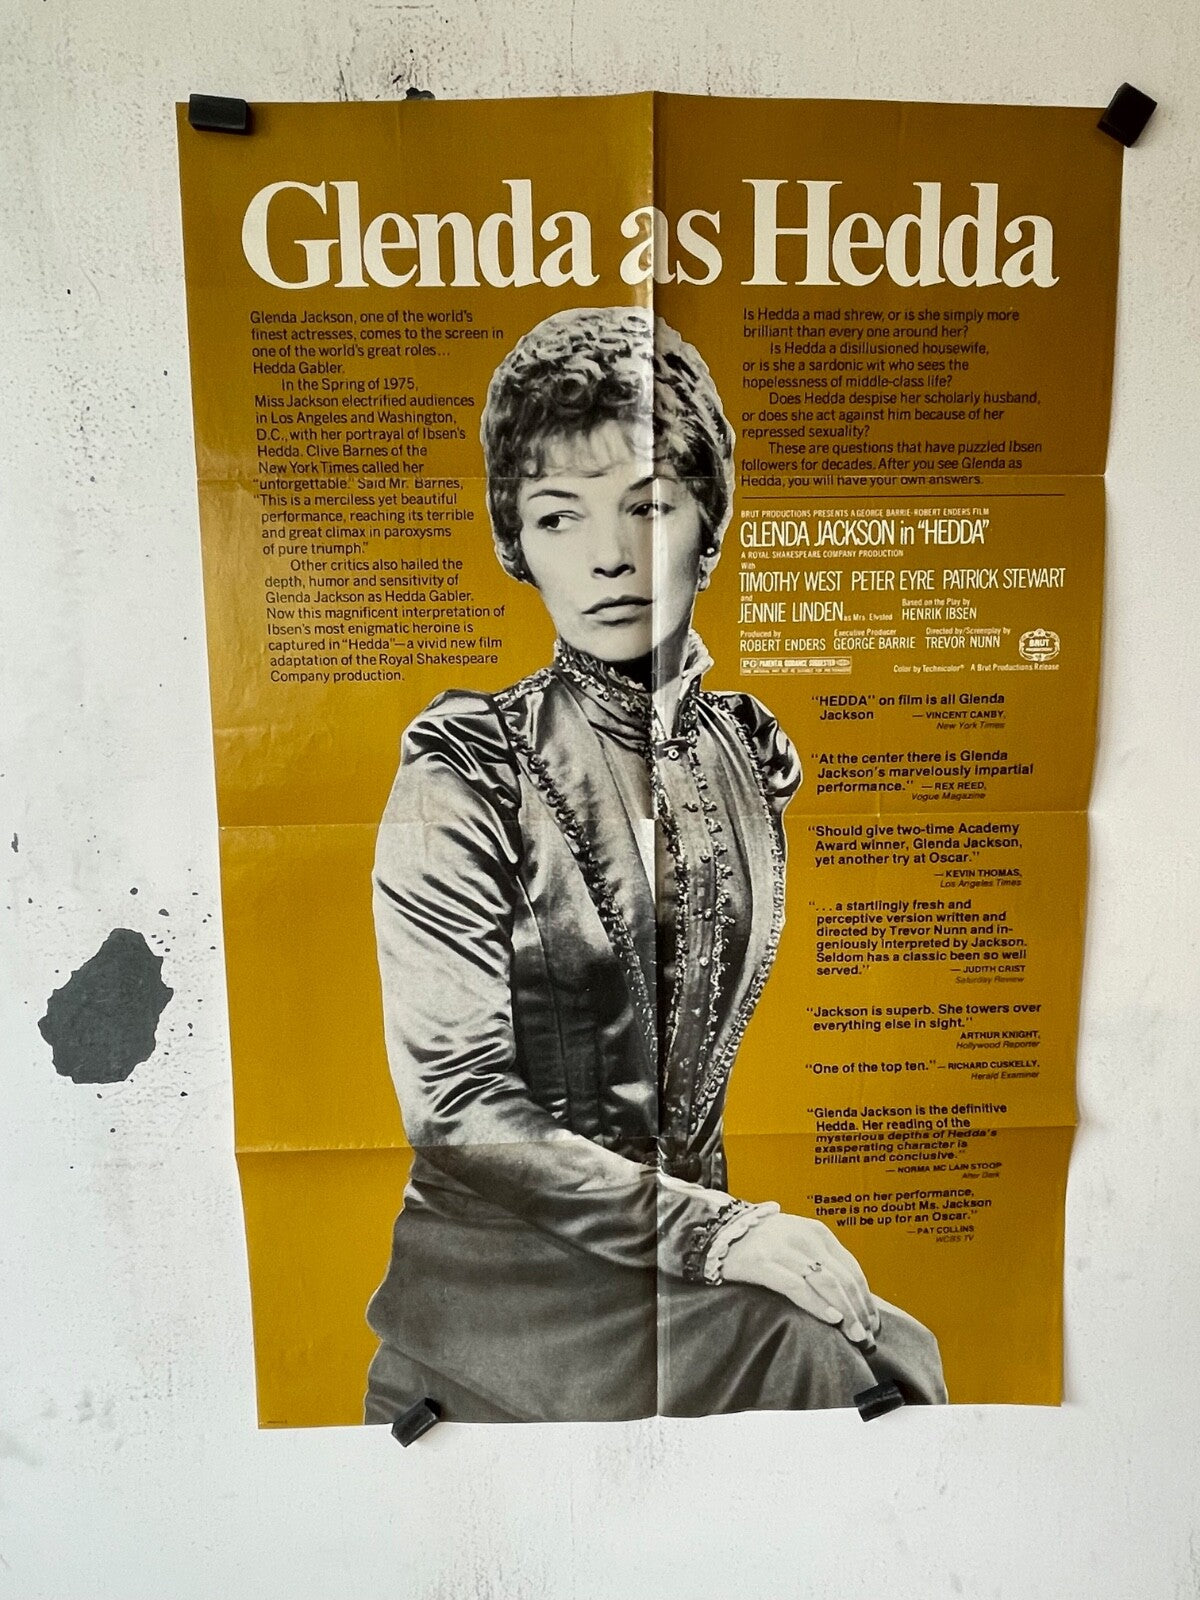 Glenda as Hedda
Glenda Jackson, one of the world's
finest actresses, comes to the screen in
one of the world's great roles...
Hedda Gabler.
In the Spring of 1975,
Miss Jackson electrified audiences
in Los Angeles and Washington,
D.C., with her portrayal of Ibsen's
Hedda. Clive Barnes of the
New York Times called her
"unforgettable." Said Mr. Barnes,
"This is a merciless yet beautiful
performance, reaching its terrible
and great climax in paroxysms
of pure triumph."
Other critics also hailed the
depth, humor and sensitivity of
Glenda Jackson as Hedda Gabler.
Now this magnificent interpretation of
Ibsen's most enigmatic heroine is
captured in "Hedda"—a vivid new film
adaptation of the Royal Shakespeare
Company production.
Is Hedda a mad shrew, or is she simply more
brilliant than every one around her?
Is Hedda a disillusioned housewife,
or is she a sardonic wit who sees the
hopelessness of middle-class life?
Does Hedda despise her scholarly husband,
or does she act against him because of her
repressed sexuality?
These are questions that have puzzled Ibsen
followers for decades. After you see Glenda as
Hedda, you will have your own answers.
BRUT PRODUCTIONS PRESENTS A GEORGE BARRIE-ROBERT ENDERS FILM
GLENDA JACKSON in "HEDDA"
A ROYAL SHAKESPEARE COMPANY PRODUCTION
With
TIMOTHY WEST PETER EYRE PATRICK STEWART
and
JENNIE LINDEN as Mrs. Elvsted Based on the Play by HENRIK IBSEN
Produced by ROBERT ENDERS Executive Producer GEORGE BARRIE Directed by/Screenplay by TREVOR NUNN
BRUT PRODUCTIONS
PG PARENTAL GUIDANCE SUGGESTED
Color by Technicolor® A Brut Productions Release
"HEDDA" on film is all Glenda
Jackson — VINCENT CANBY,
New York Times
"At the center there is Glenda
Jackson's marvelously impartial
performance." — REX REED,
Vogue Magazine
"Should give two-time Academy
Award winner, Glenda Jackson,
yet another try at Oscar."
— KEVIN THOMAS,
Los Angeles Times
"... a startlingly fresh and
perceptive version written and
directed by Trevor Nunn and in-
geniously interpreted by Jackson.
Seldom has a classic been so well
served." — JUDITH CRIST
Saturday Review
"Jackson is superb. She towers over
everything else in sight."
ARTHUR KNIGHT,
Hollywood Reporter
"One of the top ten." — RICHARD CUSKELLY,
Herald Examiner
"Glenda Jackson is the definitive
Hedda. Her reading of the
mysterious depths of Hedda's
exasperating character is
brilliant and conclusive."
— NORMA MC LAIN STOOP
After Dark
"Based on her performance,
there is no doubt Ms. Jackson
will be up for an Oscar."
— PAT COLLINS
WCBS TV